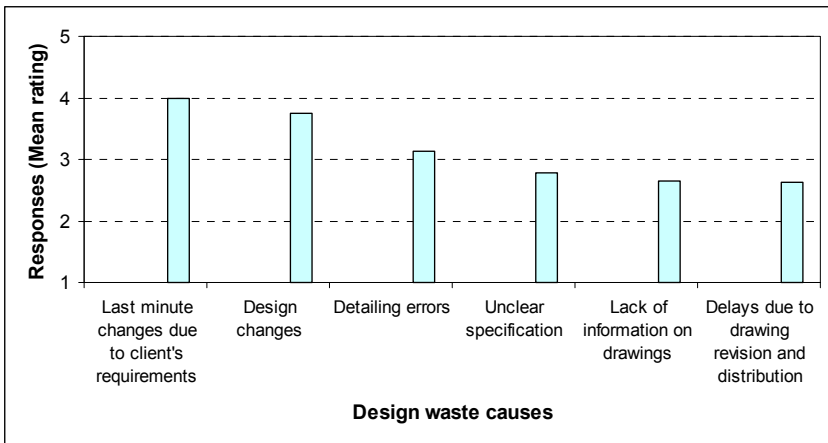 Responses (Mean rating)
5
4
3
2
1
Last minute
changes due
to client's
requirements
Design
changes
Detailing errors
Unclear
specification
Lack of
information on
drawings
Delays due to
drawing
revision and
distribution
Design waste causes